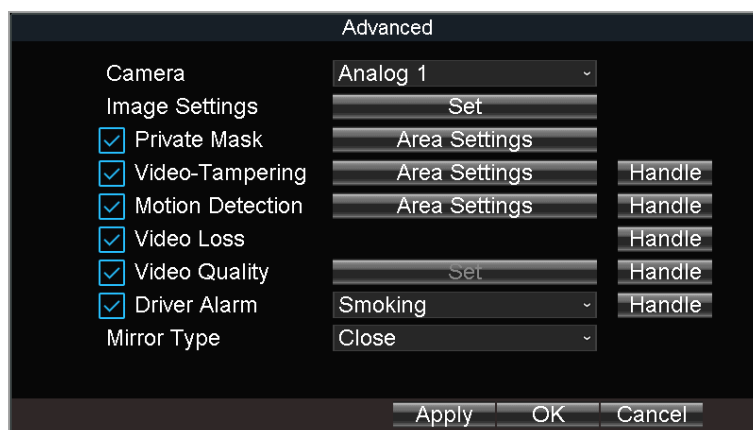 Advanced
Camera Analog 1
Image Settings Set
Private Mask Area Settings
Video-Tampering Area Settings Handle
Motion Detection Area Settings Handle
Video Loss Handle
Video Quality Set Handle
Driver Alarm Smoking Handle
Mirror Type Close
Apply OK Cancel